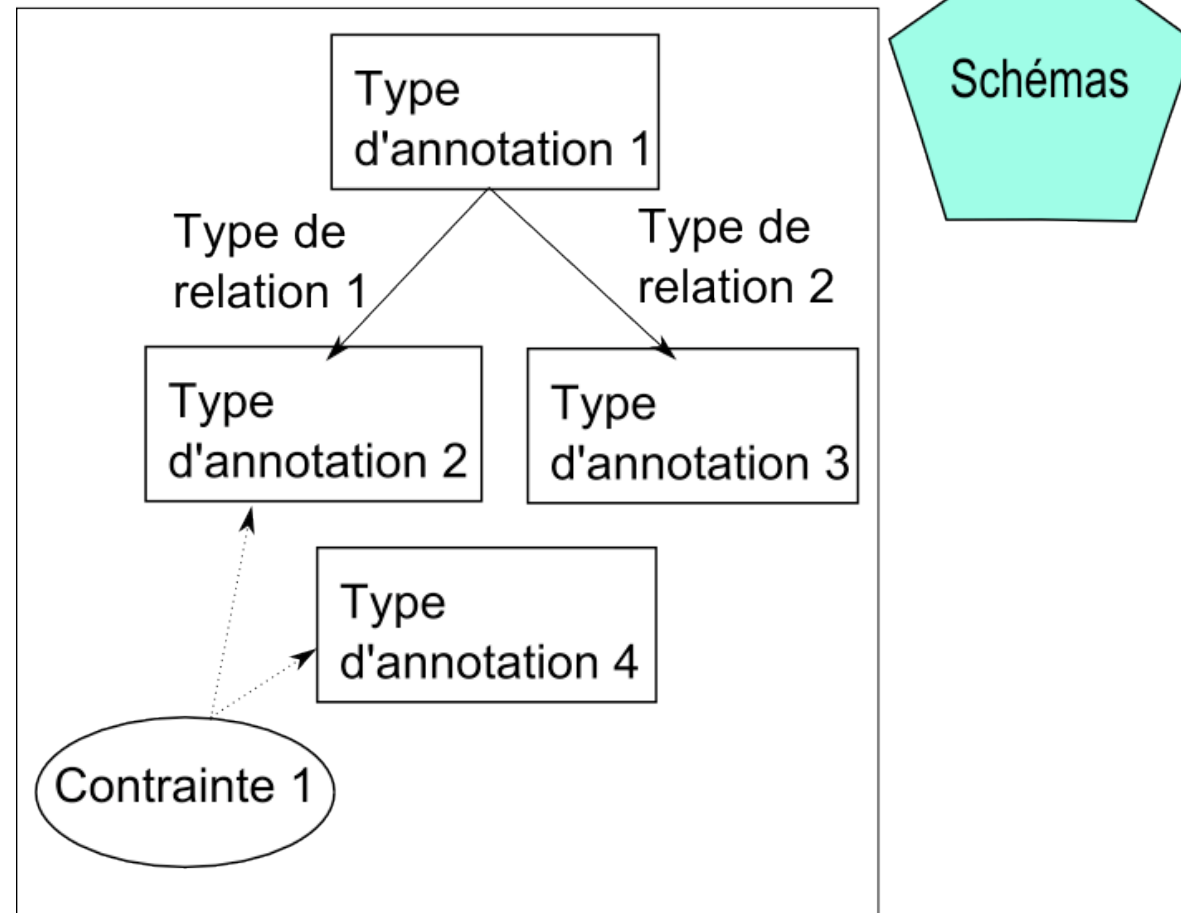 Type
d'annotation 1
Schémas
Type de
relation 1
Type de
relation 2
Type
d'annotation 2
Type
d'annotation 3
Type
d'annotation 4
Contrainte 1